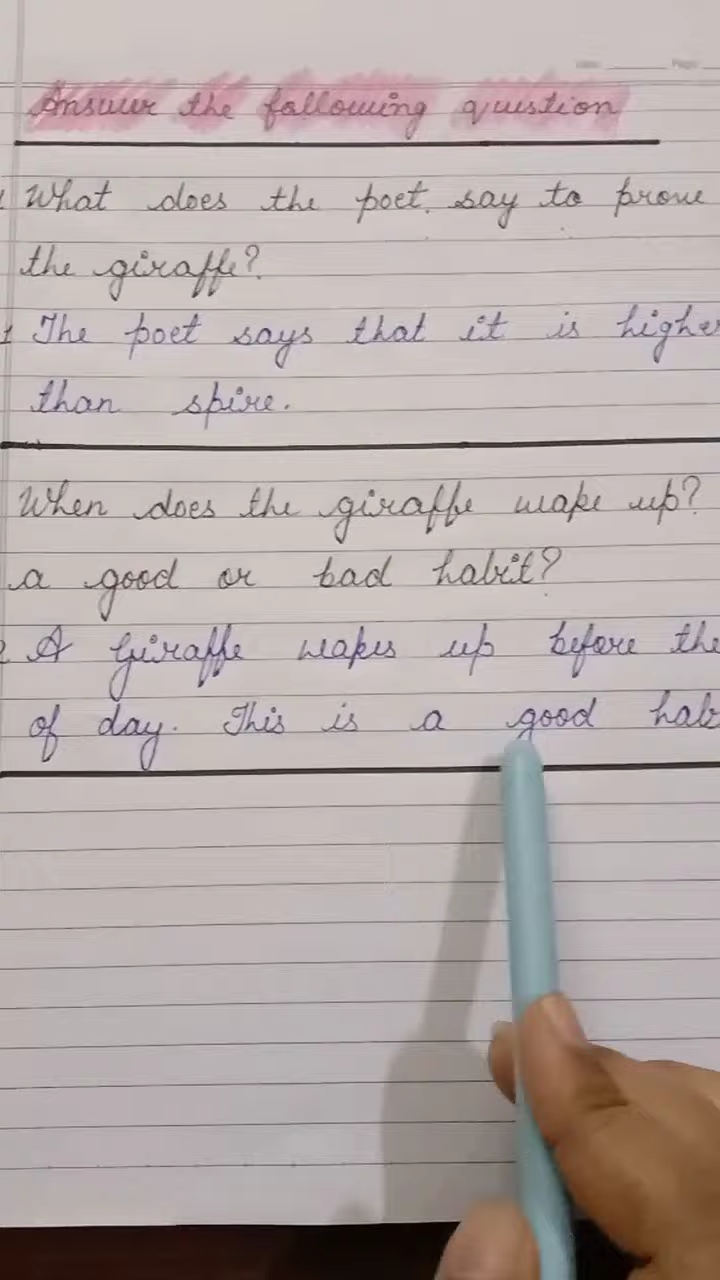 Answer the following question
What does the poet say to prove
the giraffe?
The poet says that it is highe
than spire.
When does the giraffe wake up?
a good or bad habit?
A Giraffe wakes up before the
of day. This is a good hab